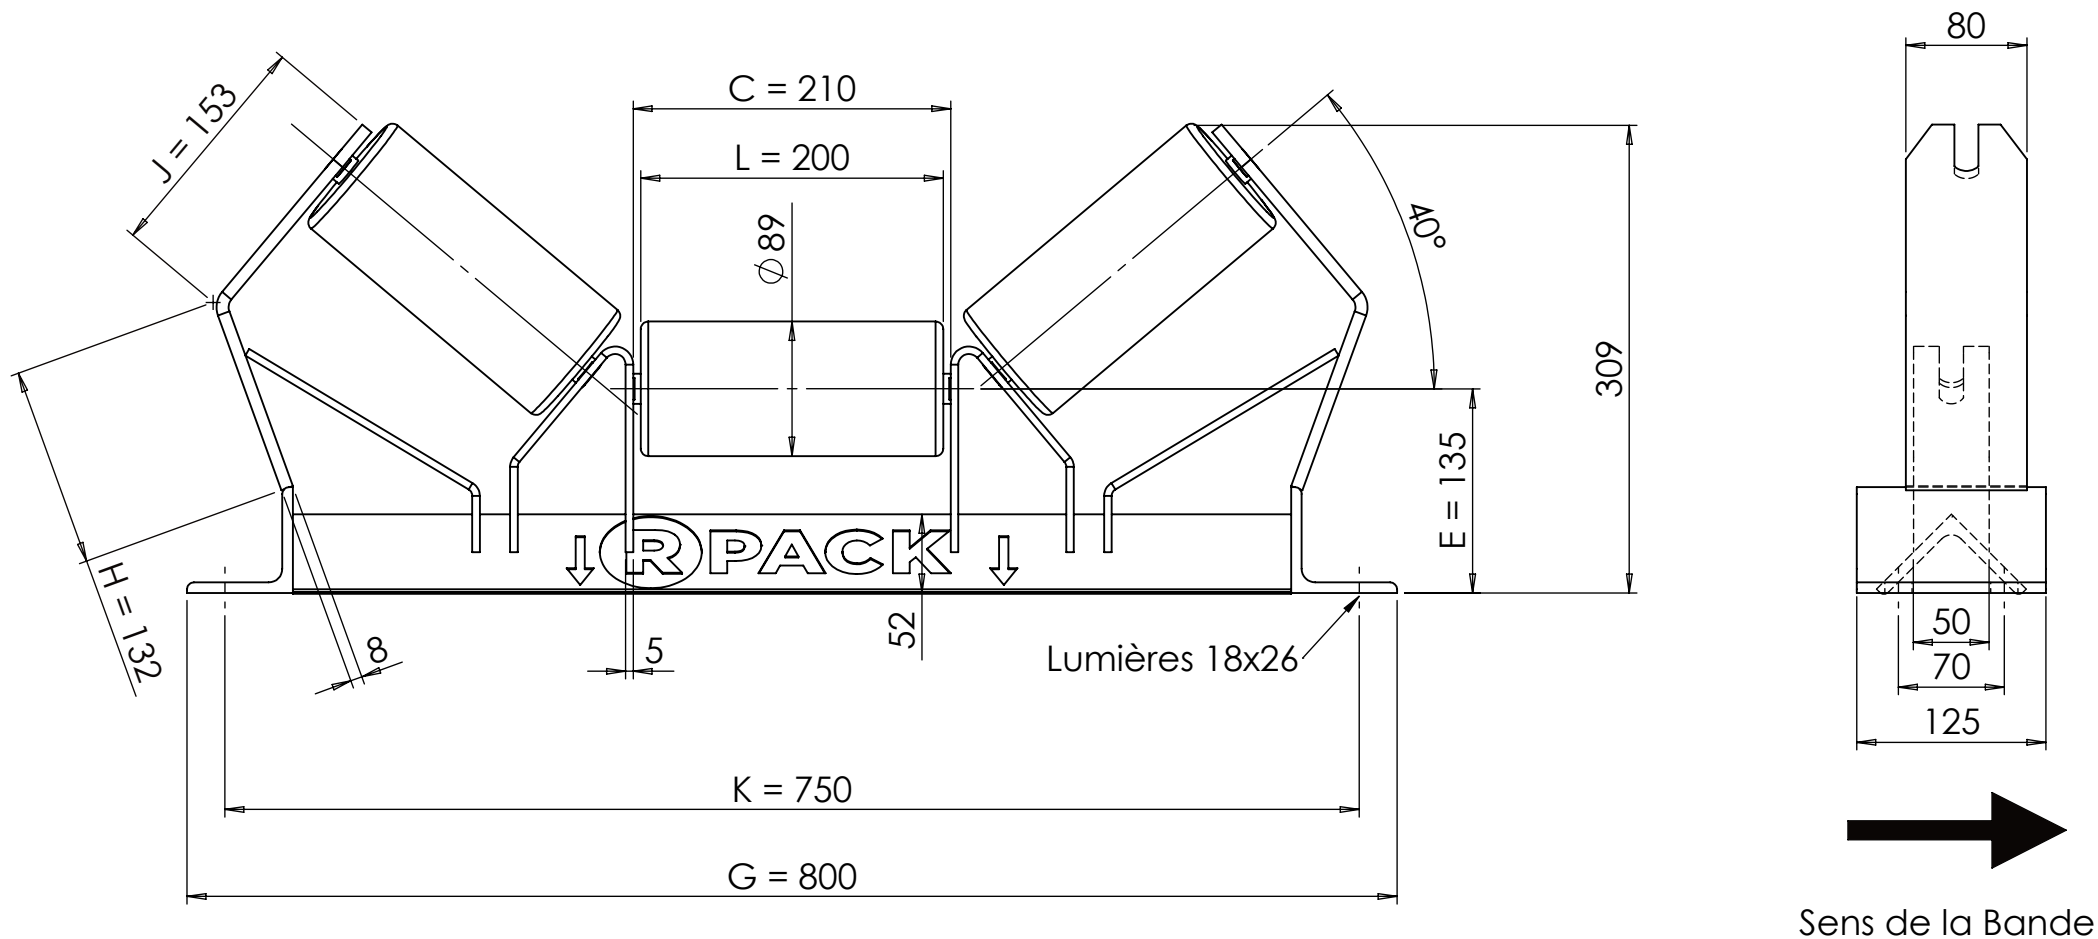 80
C = 210
J = 153
L = 200
40°
Ø89
309
E = 135
RPACK
H = 132
52
50
8
5
Lumières 18x26
70
125
K = 750
G = 800
Sens de la Bande